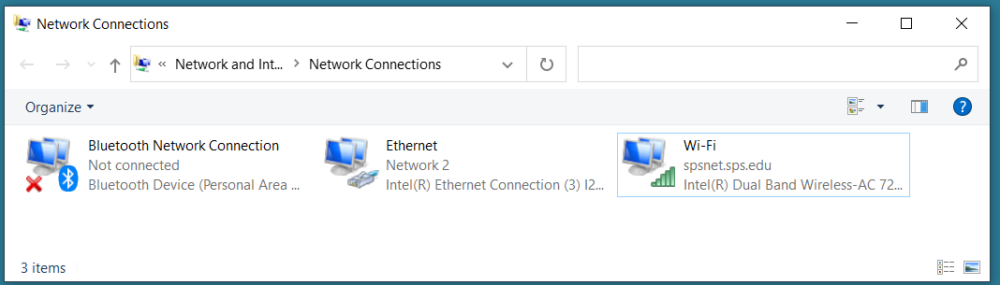 Network Connections
« Network and Int... > Network Connections
Organize
?
Bluetooth Network Connection
Not connected
Bluetooth Device (Personal Area ...
Ethernet
Network 2
Intel(R) Ethernet Connection (3) I2...
Wi-Fi
spsnet.sps.edu
Intel(R) Dual Band Wireless-AC 72...
3 items